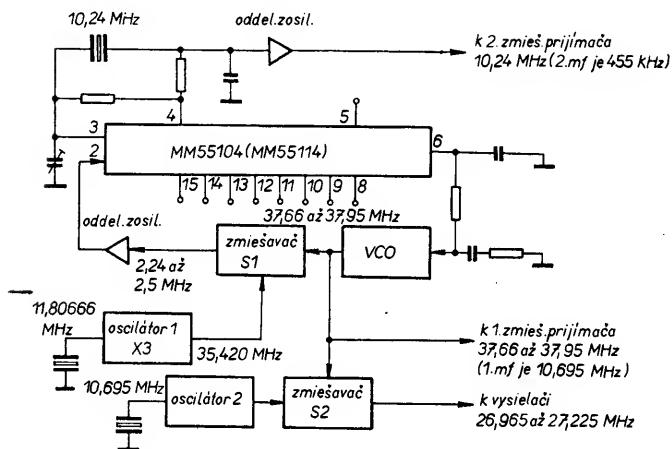 10,24 MHz
oddel. zosil.
k 2. zmieš. prijímača
10,24 MHz (2. mf je 455 kHz)
4
5
3
2
MM55104 (MM55114)
6
15 14 13 12 11 10 9 8
37,66 až 37,95 MHz
oddel. zosil.
zmiešavač
S1
VCO
2,24 až
2,5 MHz
11,80666
MHz
oscilátor 1
X3
35,420 MHz
k 1. zmieš. prijímača
37,66 až 37,95 MHz
(1. mf je 10,695 MHz)
10,695 MHz
oscilátor 2
zmiešavač
S2
k vysielači
26,965 až 27,225 MHz